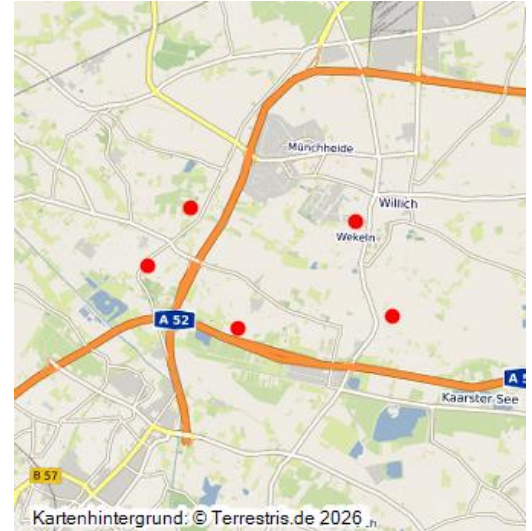 Münchheide
Willich
Wekeln
A 52
A 5
Kaarster See
B 57
Kartenhintergrund: © Terrestris.de 2026